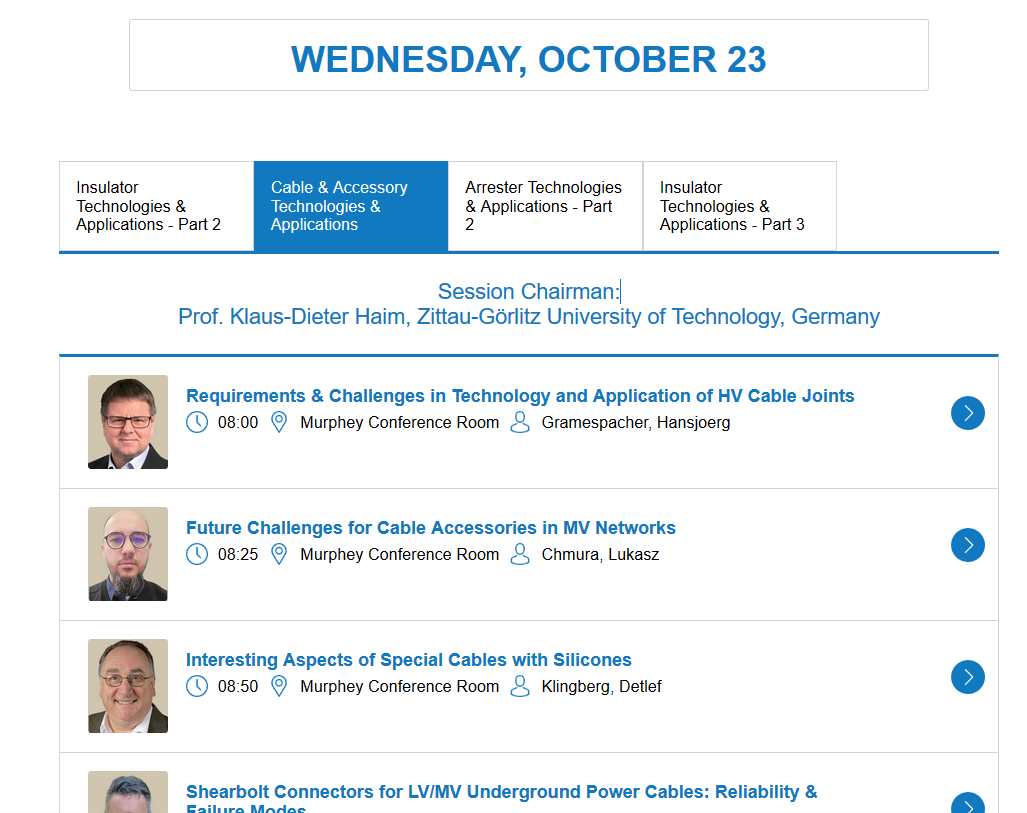 WEDNESDAY, OCTOBER 23
Insulator
Technologies &
Applications - Part 2
Cable & Accessory
Technologies &
Applications
Arrester Technologies
& Applications - Part
2
Insulator
Technologies &
Applications - Part 3
Session Chairman:
Prof. Klaus-Dieter Haim, Zittau-Görlitz University of Technology, Germany
Requirements & Challenges in Technology and Application of HV Cable Joints
08:00 Murphey Conference Room Gramespacher, Hansjoerg
Future Challenges for Cable Accessories in MV Networks
08:25 Murphey Conference Room Chmura, Lukasz
Interesting Aspects of Special Cables with Silicones
08:50 Murphey Conference Room Klingberg, Detlef
Shearbolt Connectors for LV/MV Underground Power Cables: Reliability &
Failure Modes